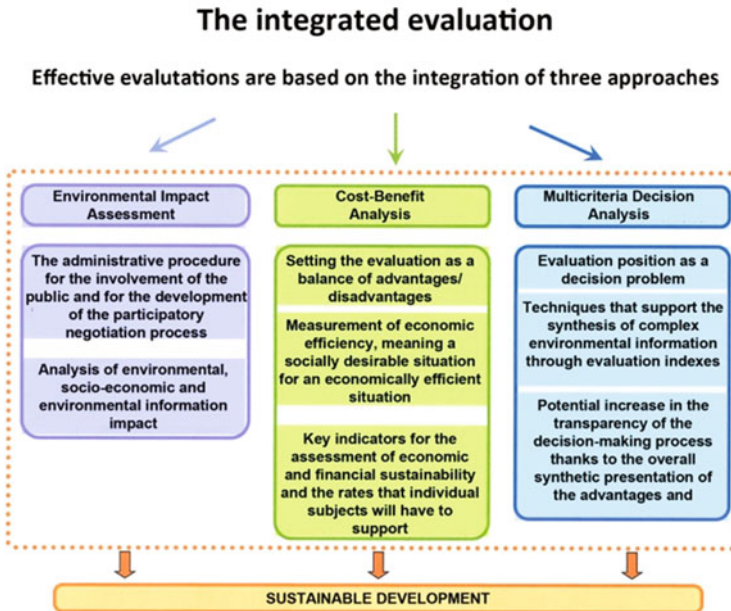 The integrated evaluation
Effective evalutations are based on the integration of three approaches
Environmental Impact
Assessment
The administrative procedure
for the involvement of the
public and for the development
of the participatory
negotiation process
Analysis of environmental,
socio-economic and
environmental information
impact
Cost-Benefit
Analysis
Setting the evaluation as a
balance of advantages/
disadvantages
Measurement of economic
efficiency, meaning a
socially desirable situation
for an economically efficient
situation
Key indicators for the
assessment of economic
and financial sustainability
and the rates that individual
subjects will have to
support
Multicriteria Decision
Analysis
Evaluation position as a
decision problem
Techniques that support the
synthesis of complex
environmental information
through evaluation indexes
Potential increase in the
transparency of the
decision-making process
thanks to the overall
synthetic presentation of
the advantages and
SUSTAINABLE DEVELOPMENT